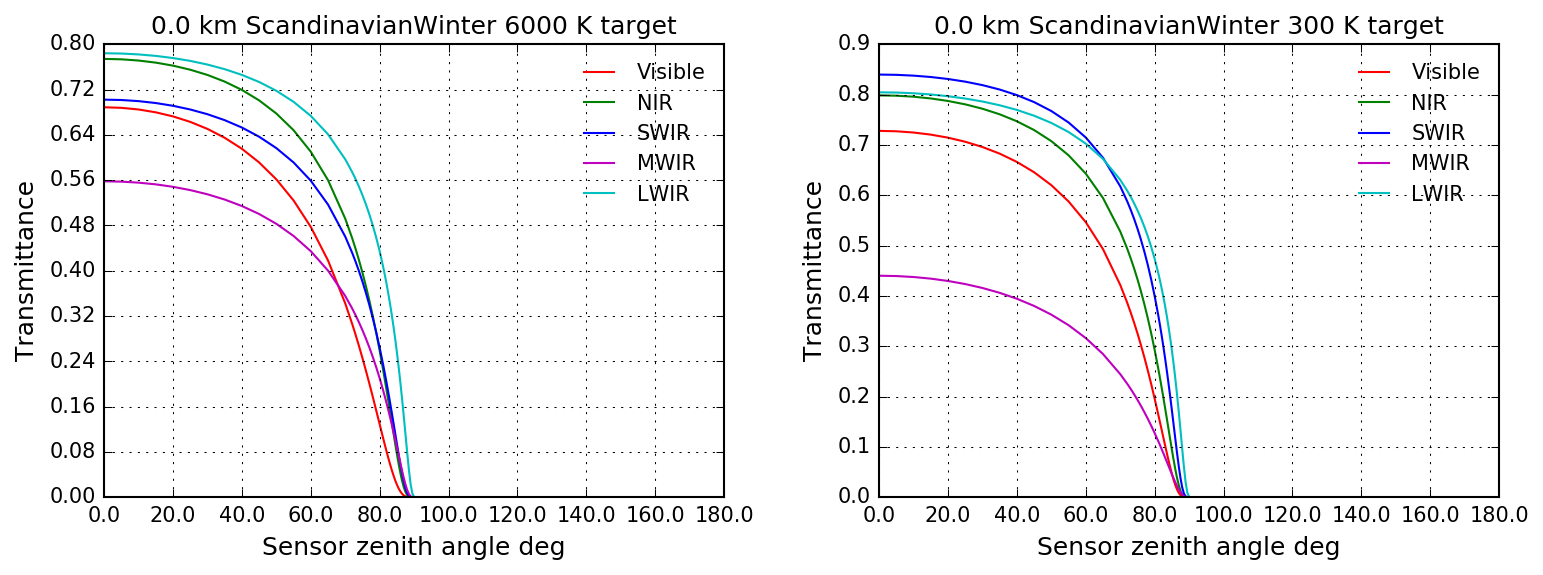 0.0 km ScandinavianWinter 6000 K target
0.80
0.72
0.64
0.56
0.48
0.40
0.32
0.24
0.16
0.08
0.00
Transmittance
Visible
NIR
SWIR
MWIR
LWIR
0.0 20.0 40.0 60.0 80.0 100.0 120.0 140.0 160.0 180.0
Sensor zenith angle deg
0.0 km ScandinavianWinter 300 K target
0.9
0.8
0.7
0.6
0.5
0.4
0.3
0.2
0.1
0.0
Transmittance
Visible
NIR
SWIR
MWIR
LWIR
0.0 20.0 40.0 60.0 80.0 100.0 120.0 140.0 160.0 180.0
Sensor zenith angle deg